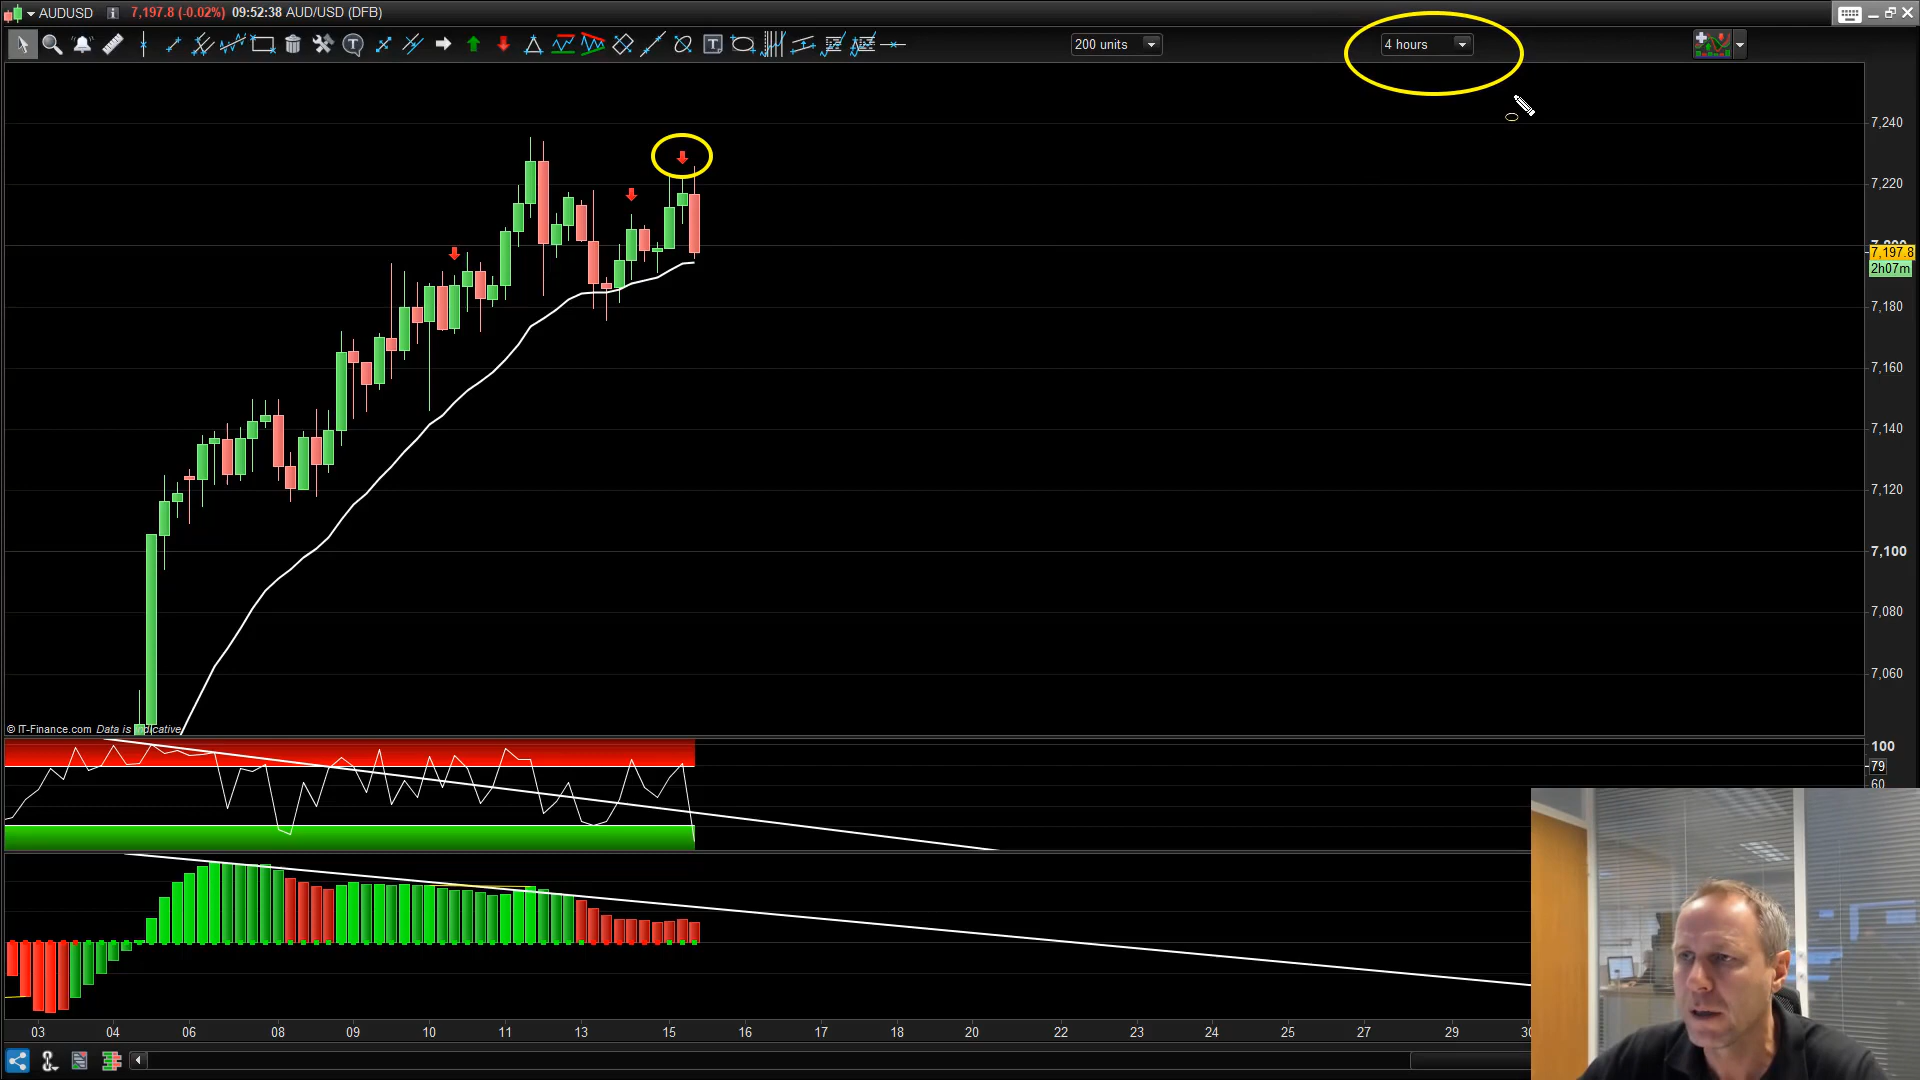 AUDUSD 7,197.8 (-0.02%) 09:52:38 AUD/USD (DFB)
200 units
4 hours
7,240
7,220
7,197.8
2h07m
7,180
7,160
7,140
7,120
7,100
7,080
7,060
© IT-Finance.com Data is indicative
100
79
60
03 04 06 08 09 10 11 13 15 16 17 18 20 22 23 24 25 27 29